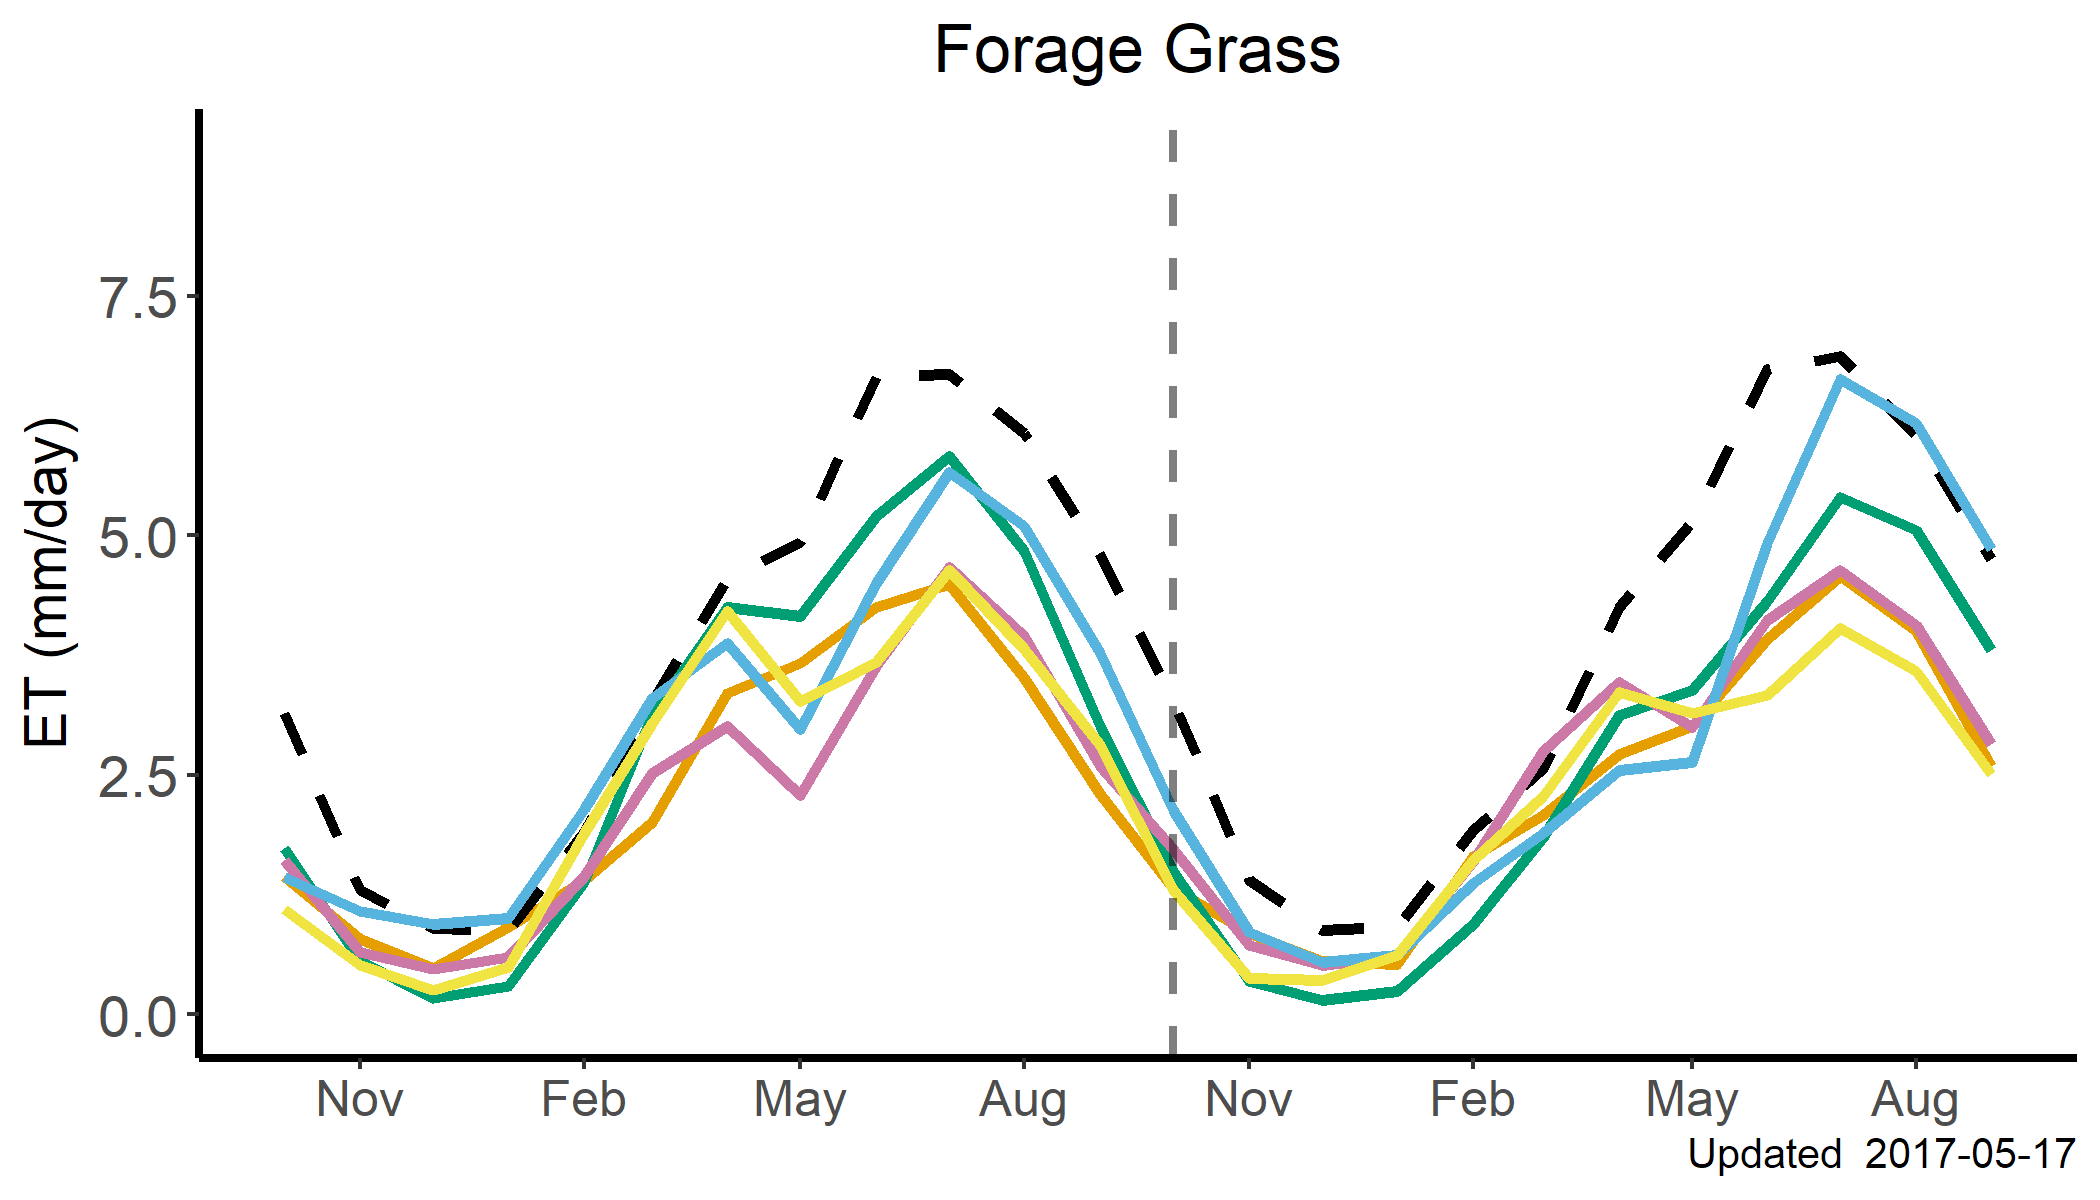 Forage Grass
ET (mm/day)
7.5
5.0
2.5
0.0
Nov Feb May Aug Nov Feb May Aug
Updated 2017-05-17